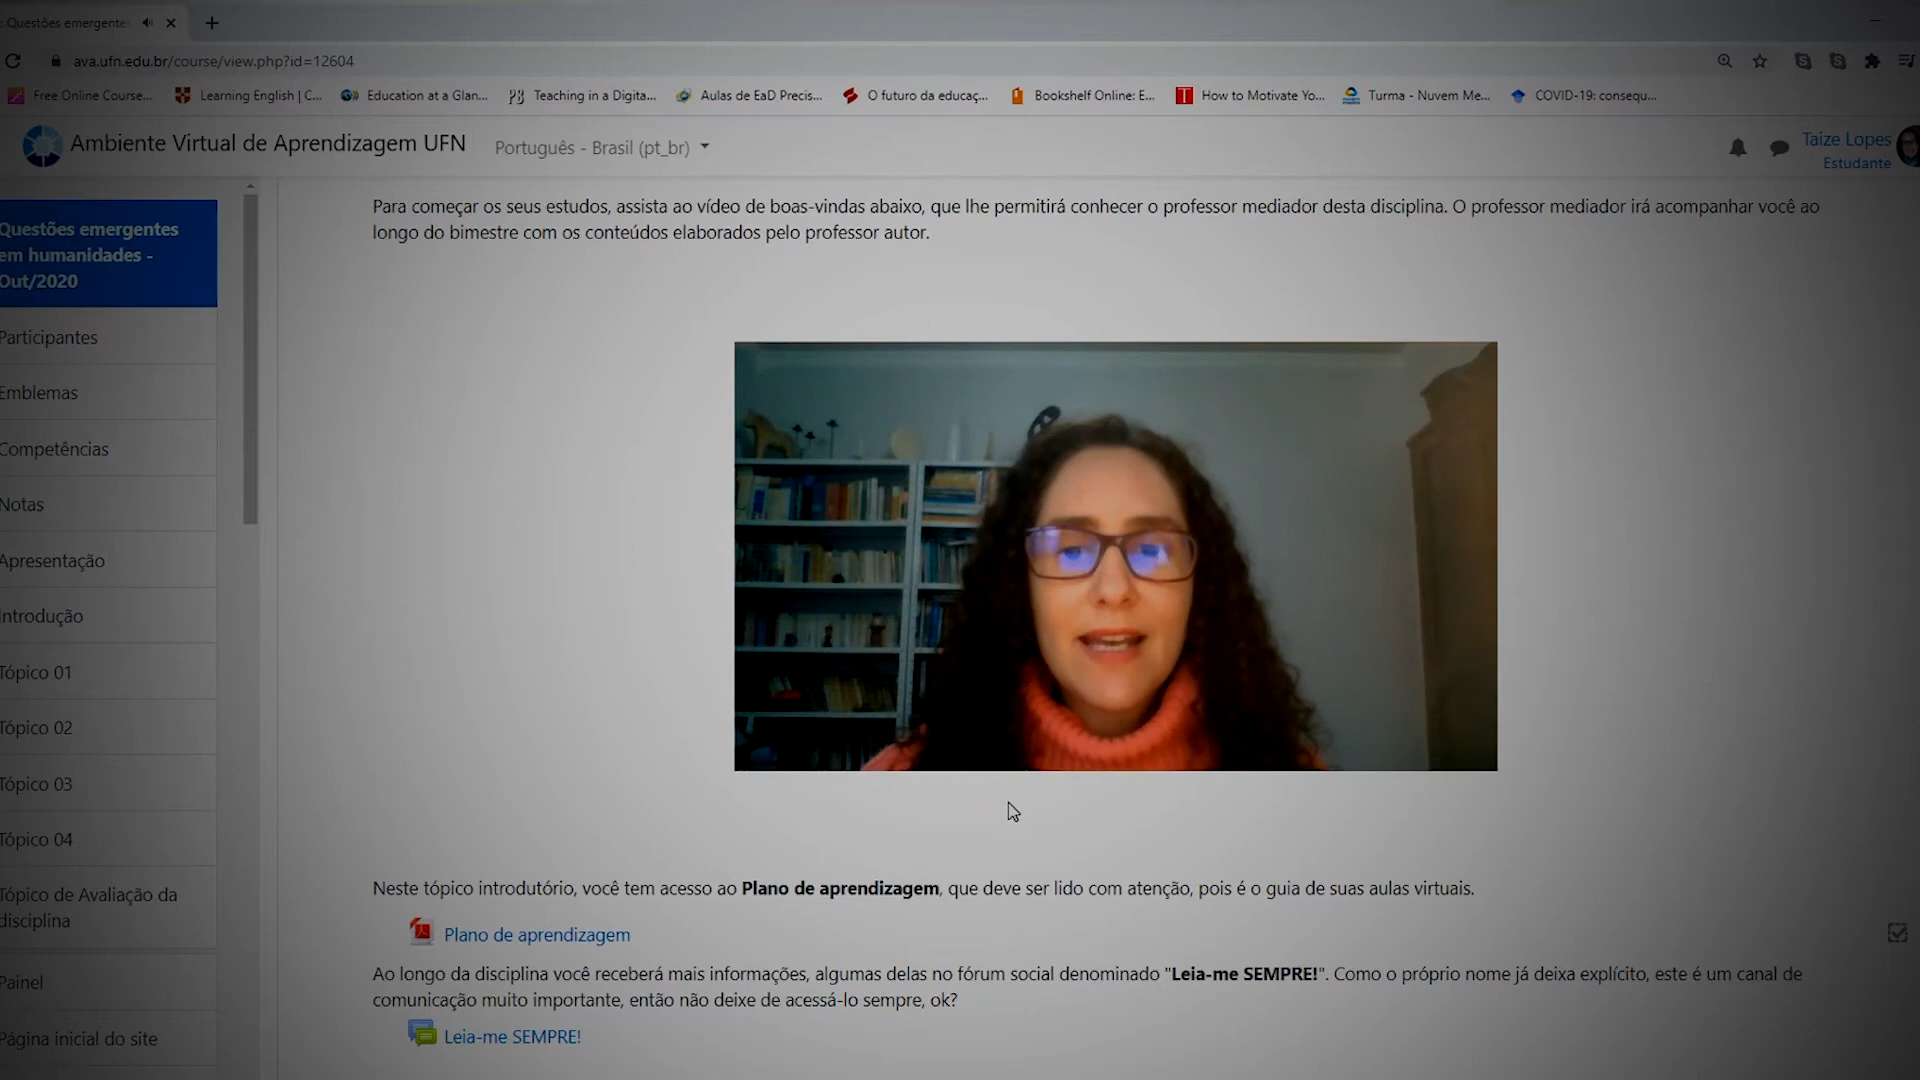 Questões emergente
ava.ufn.edu.br/course/view.php?id=12604
Free Online Course...
Learning English | C...
Education at a Glan...
Teaching in a Digita...
Aulas de EaD Precis...
O futuro da educaç...
Bookshelf Online: E...
How to Motivate Yo...
Turma - Nuvem Me...
COVID-19: consequ...
Ambiente Virtual de Aprendizagem UFN
Português - Brasil (pt_br)
Taize Lopes
Estudante
Questões emergentes
em humanidades -
Out/2020
Participantes
Emblemas
Competências
Notas
Apresentação
Introdução
Tópico 01
Tópico 02
Tópico 03
Tópico 04
Tópico de Avaliação da
disciplina
Painel
Página inicial do site
Para começar os seus estudos, assista ao vídeo de boas-vindas abaixo, que lhe permitirá conhecer o professor mediador desta disciplina. O professor mediador irá acompanhar você ao
longo do bimestre com os conteúdos elaborados pelo professor autor.
Neste tópico introdutório, você tem acesso ao Plano de aprendizagem, que deve ser lido com atenção, pois é o guia de suas aulas virtuais.
Plano de aprendizagem
Ao longo da disciplina você receberá mais informações, algumas delas no fórum social denominado "Leia-me SEMPRE!". Como o próprio nome já deixa explícito, este é um canal de
comunicação muito importante, então não deixe de acessá-lo sempre, ok?
Leia-me SEMPRE!